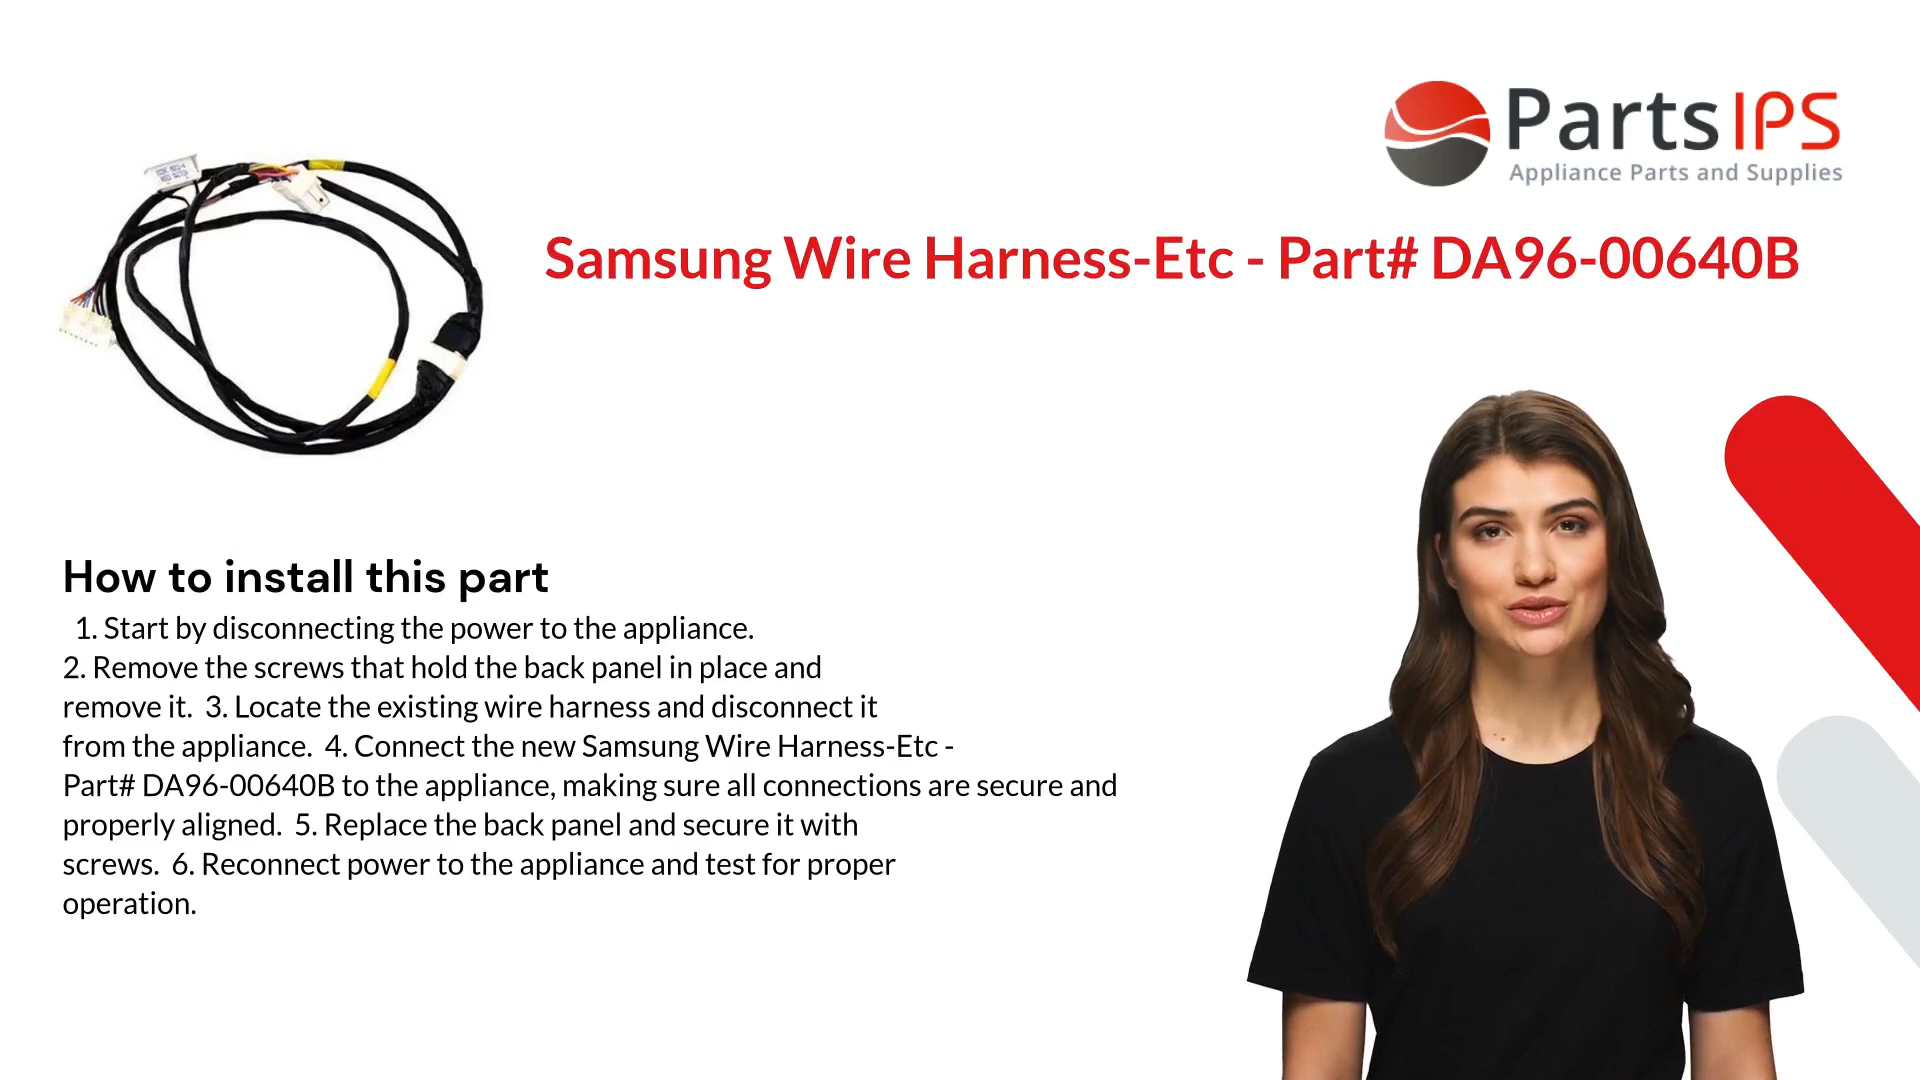 Parts IPS
Appliance Parts and Supplies
Samsung Wire Harness-Etc - Part# DA96-00640B
How to install this part
1. Start by disconnecting the power to the appliance.
2. Remove the screws that hold the back panel in place and
remove it. 3. Locate the existing wire harness and disconnect it
from the appliance. 4. Connect the new Samsung Wire Harness-Etc -
Part# DA96-00640B to the appliance, making sure all connections are secure and
properly aligned. 5. Replace the back panel and secure it with
screws. 6. Reconnect power to the appliance and test for proper
operation.